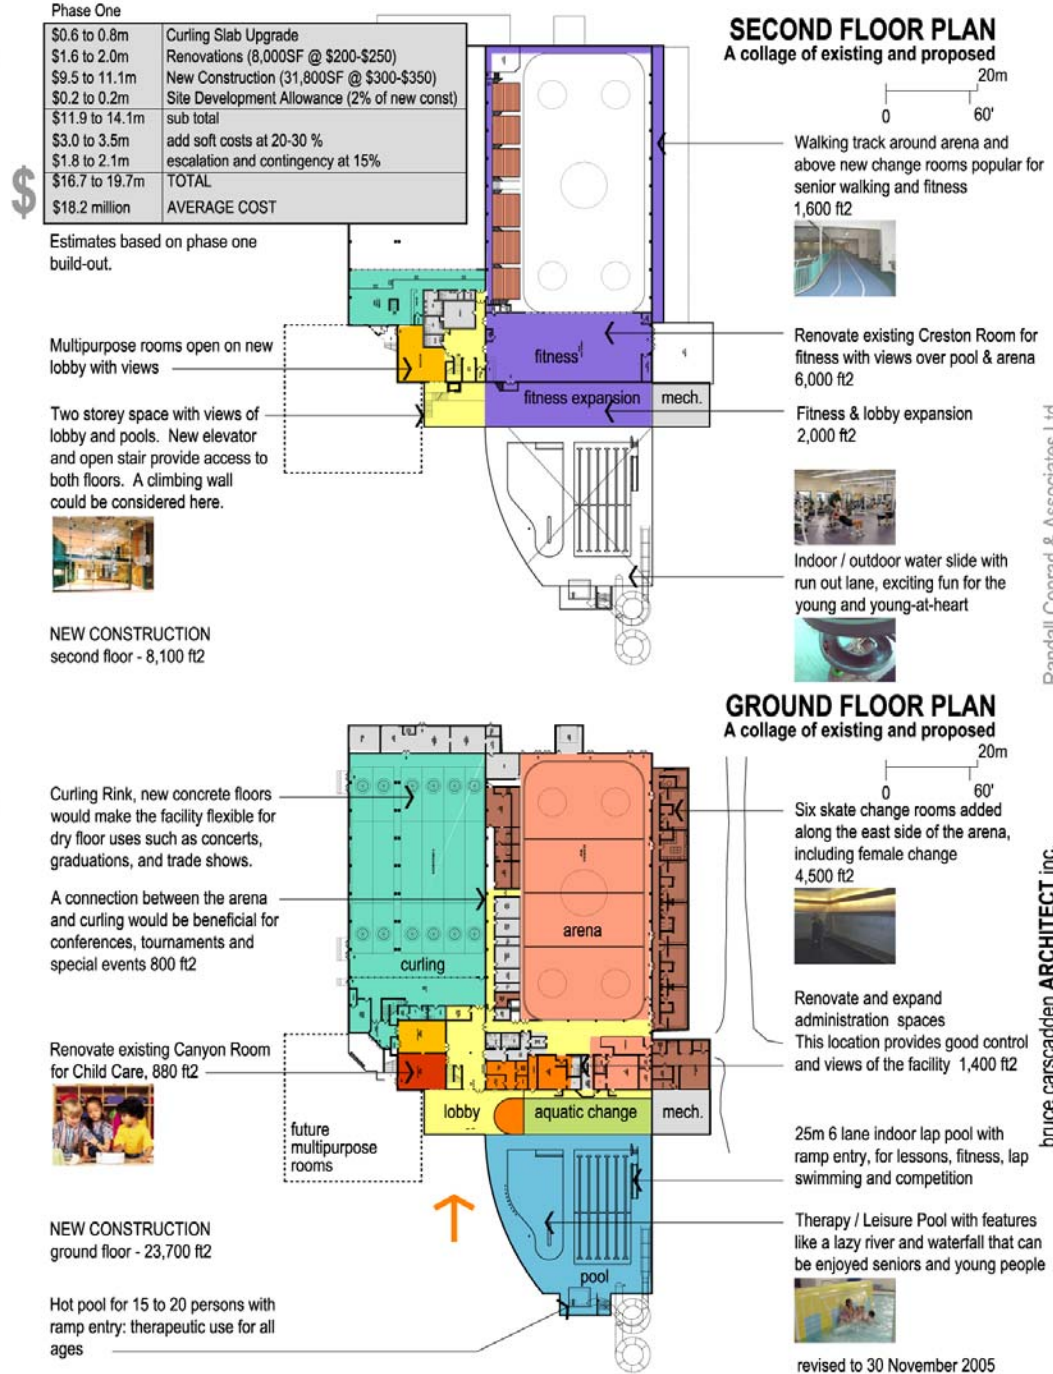 Phase One
$0.6 to 0.8m Curling Slab Upgrade
$1.6 to 2.0m Renovations (8,000SF @ $200-$250)
$9.5 to 11.1m New Construction (31,800SF @ $300-$350)
$0.2 to 0.2m Site Development Allowance (2% of new const)
$11.9 to 14.1m sub total
$3.0 to 3.5m add soft costs at 20-30 %
$1.8 to 2.1m escalation and contingency at 15%
$16.7 to 19.7m TOTAL
$18.2 million AVERAGE COST
$
Estimates based on phase one
build-out.
SECOND FLOOR PLAN
A collage of existing and proposed
20m
0 60'
Walking track around arena and
above new change rooms popular for
senior walking and fitness
1,600 ft2
Multipurpose rooms open on new
lobby with views
Two storey space with views of
lobby and pools. New elevator
and open stair provide access to
both floors. A climbing wall
could be considered here.
fitness
fitness expansion
mech.
Renovate existing Creston Room for
fitness with views over pool & arena
6,000 ft2
Fitness & lobby expansion
2,000 ft2
Indoor / outdoor water slide with
run out lane, exciting fun for the
young and young-at-heart
NEW CONSTRUCTION
second floor - 8,100 ft2
Randall Conrad & Associates Ltd
GROUND FLOOR PLAN
A collage of existing and proposed
20m
0 60'
Curling Rink, new concrete floors
would make the facility flexible for
dry floor uses such as concerts,
graduations, and trade shows.
A connection between the arena
and curling would be beneficial for
conferences, tournaments and
special events 800 ft2
Renovate existing Canyon Room
for Child Care, 880 ft2
curling
arena
lobby
aquatic change
mech.
future
multipurpose
rooms
pool
Six skate change rooms added
along the east side of the arena,
including female change
4,500 ft2
Renovate and expand
administration spaces
This location provides good control
and views of the facility 1,400 ft2
25m 6 lane indoor lap pool with
ramp entry, for lessons, fitness, lap
swimming and competition
Therapy / Leisure Pool with features
like a lazy river and waterfall that can
be enjoyed seniors and young people
NEW CONSTRUCTION
ground floor - 23,700 ft2
Hot pool for 15 to 20 persons with
ramp entry: therapeutic use for all
ages
bruce carscadden ARCHITECT inc
revised to 30 November 2005